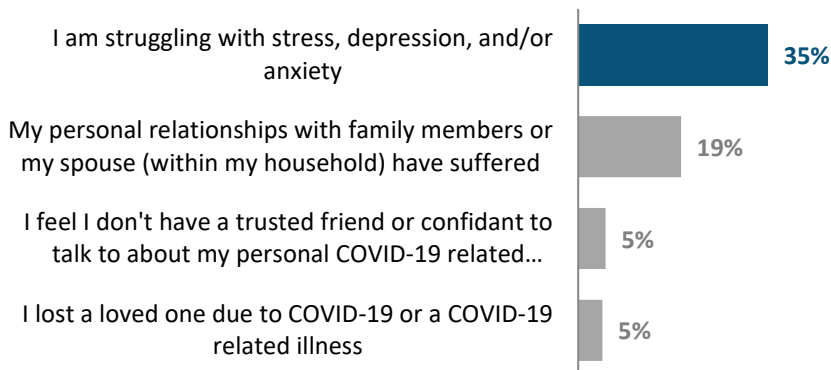 I am struggling with stress, depression, and/or
anxiety
35%
My personal relationships with family members or
my spouse (within my household) have suffered
19%
I feel I don't have a trusted friend or confidant to
talk to about my personal COVID-19 related...
5%
I lost a loved one due to COVID-19 or a COVID-19
related illness
5%